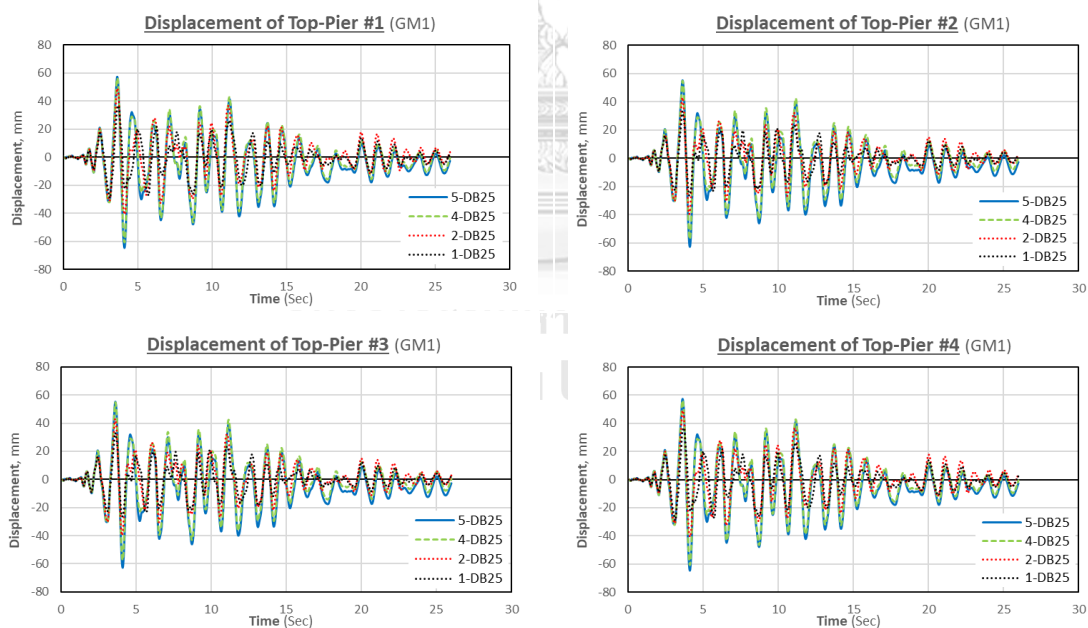 Displacement of Top-Pier #1 (GM1)
Displacement, mm
80
60
40
20
0
-20
-40
-60
-80
5-DB25
4-DB25
2-DB25
1-DB25
0 5 10 15 20 25 30
Time (Sec)
Displacement of Top-Pier #2 (GM1)
Displacement, mm
80
60
40
20
0
-20
-40
-60
-80
5-DB25
4-DB25
2-DB25
1-DB25
0 5 10 15 20 25 30
Time (Sec)
Displacement of Top-Pier #3 (GM1)
Displacement, mm
80
60
40
20
0
-20
-40
-60
-80
5-DB25
4-DB25
2-DB25
1-DB25
0 5 10 15 20 25 30
Time (Sec)
Displacement of Top-Pier #4 (GM1)
Displacement, mm
80
60
40
20
0
-20
-40
-60
-80
5-DB25
4-DB25
2-DB25
1-DB25
0 5 10 15 20 25 30
Time (Sec)